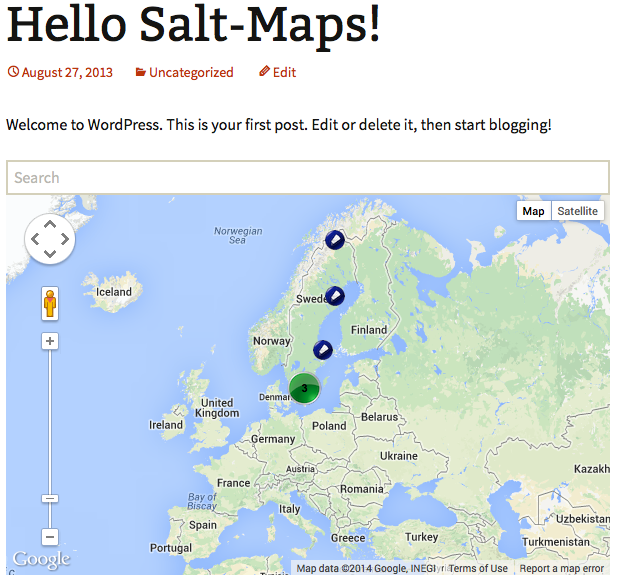 Hello Salt-Maps!
August 27, 2013 Uncategorized Edit
Welcome to WordPress. This is your first post. Edit or delete it, then start blogging!
Search
Map Satellite
Norwegian
Sea
Iceland
Swede
Finland
Norway
Denmar
United
Kingdom
Ireland
Poland
Belarus
Germany
Ukraine
Austria
Kazakh
France
Romania
Bay of
Biscay
Italy
Uzbekistan
Spain
Greece
Turkey
Turkmenistan
Portugal
3
Google
Map data ©2014 Google, INEGI
Terms of Use
Report a map error